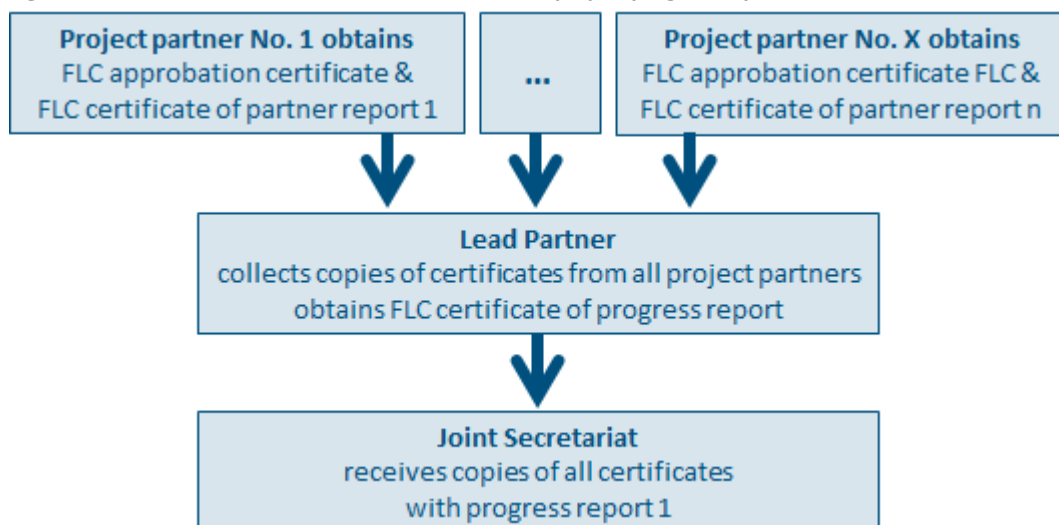 Project partner No. 1 obtains
FLC approbation certificate &
FLC certificate of partner report 1
...
Project partner No. X obtains
FLC approbation certificate FLC &
FLC certificate of partner report n
Lead Partner
collects copies of certificates from all project partners
obtains FLC certificate of progress report
Joint Secretariat
receives copies of all certificates
with progress report 1